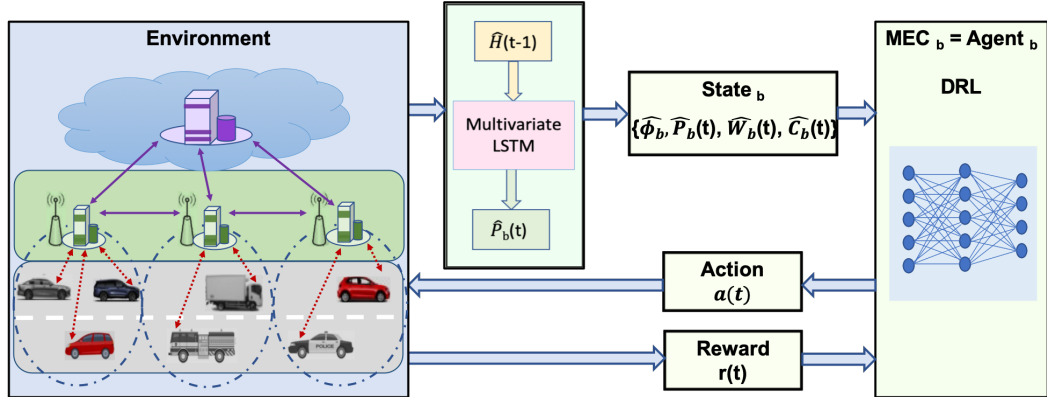 Environment
Ĥ(t-1)
Multivariate
LSTM
P̂b(t)
State b
{ϕ̂b, P̂b(t), Ŵb(t), Ĉb(t)}
MEC b = Agent b
DRL
Action
a(t)
Reward
r(t)
POLICE